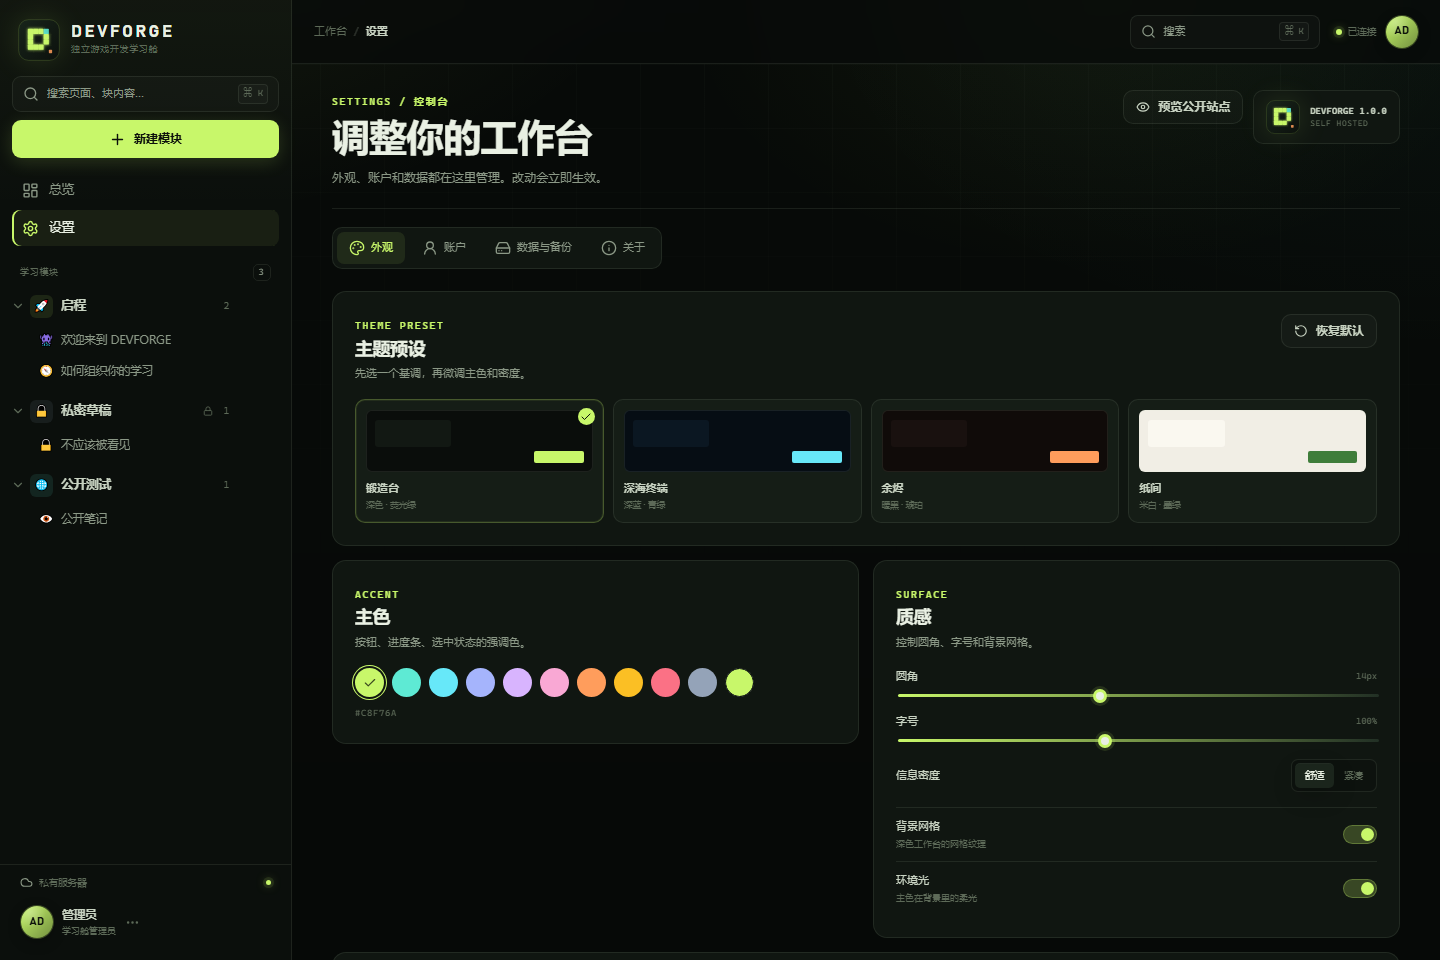 DEVFORGE
独立游戏开发学习舱
搜索页面、块内容...
⌘ K
新建模块
总览
设置
学习模块
3
启程
2
欢迎来到 DEVFORGE
如何组织你的学习
私密草稿
1
不应该被看见
公开测试
1
公开笔记
私有服务器
AD
管理员
学习舱管理员
工作台 / 设置
搜索
⌘ K
已连接
AD
SETTINGS / 控制台
调整你的工作台
外观、账户和数据都在这里管理。改动会立即生效。
预览公开站点
DEVFORGE 1.0.0
SELF HOSTED
外观
账户
数据与备份
关于
THEME PRESET
主题预设
先选一个基调，再微调主色和密度。
恢复默认
锻造台
深色 · 荧光绿
深海终端
深蓝 · 青绿
余烬
暖黑 · 琥珀
纸间
米白 · 墨绿
ACCENT
主色
按钮、进度条、选中状态的强调色。
#C8F76A
SURFACE
质感
控制圆角、字号和背景网格。
圆角
14px
字号
100%
信息密度
舒适
紧凑
背景网格
深色工作台的网格纹理
环境光
主色在背景里的柔光